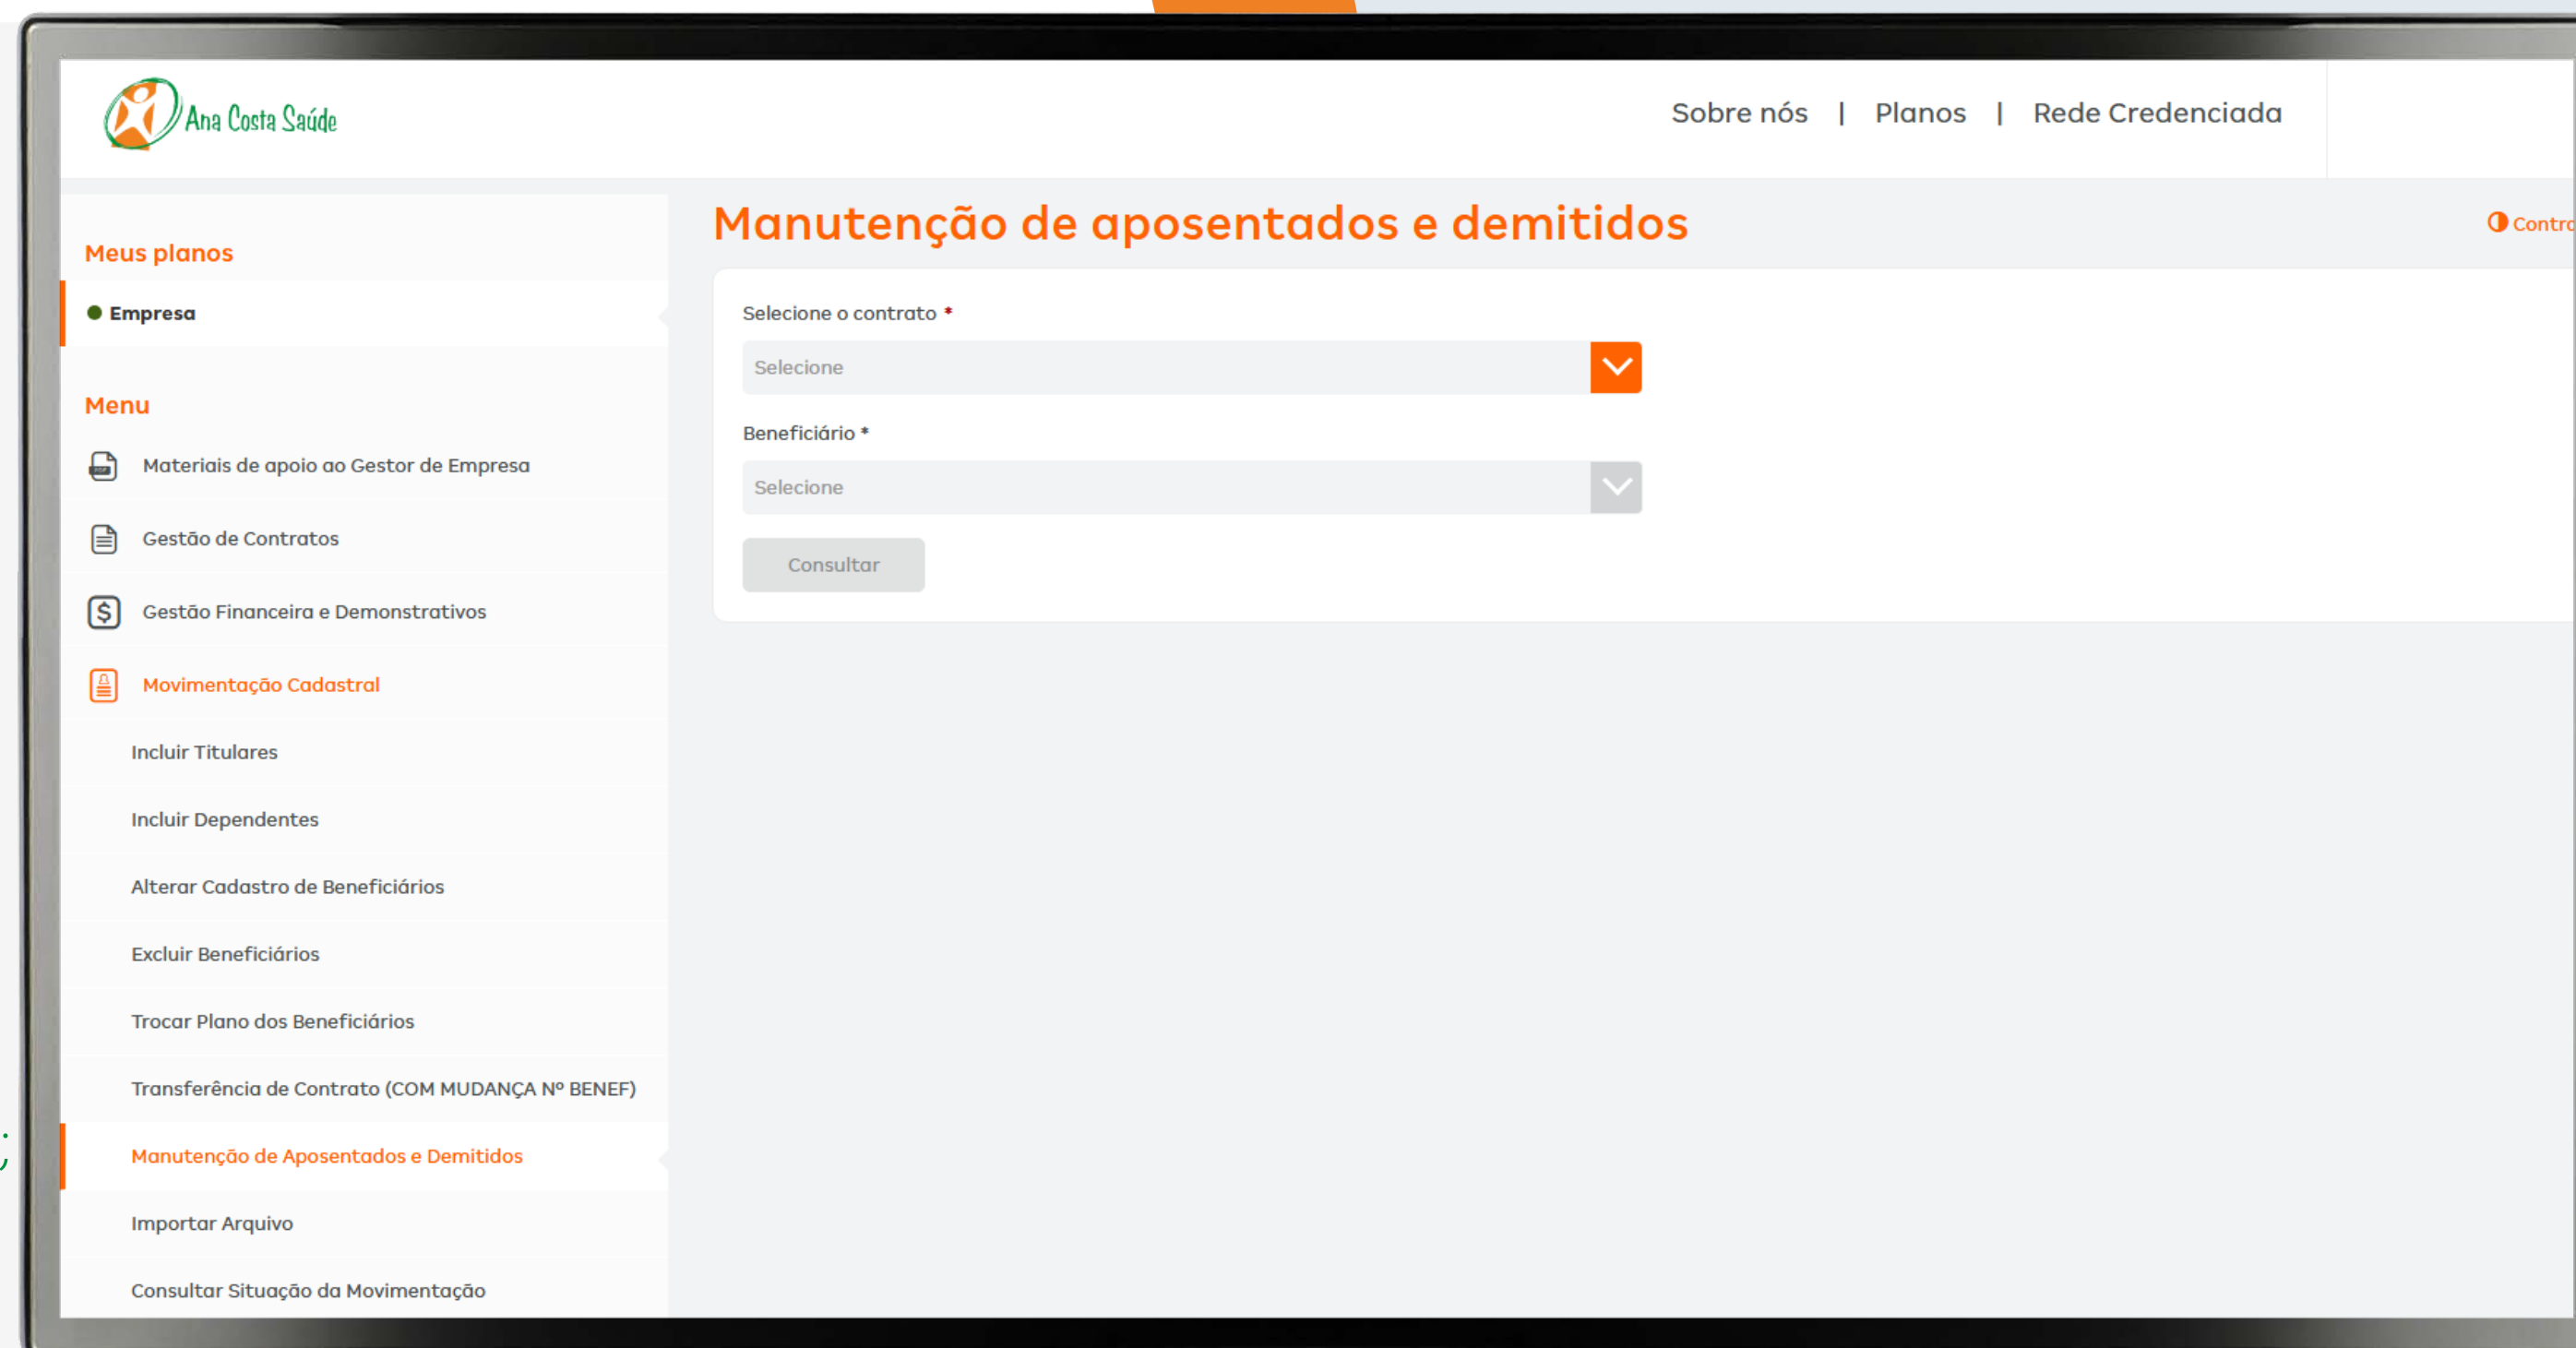 Ana Costa Saúde
Sobre nós | Planos | Rede Credenciada
Manutenção de aposentados e demitidos
Meus planos
Empresa
Selecione o contrato *
Selecione
Beneficiário *
Selecione
Consultar
Menu
Materiais de apoio ao Gestor de Empresa
Gestão de Contratos
Gestão Financeira e Demonstrativos
Movimentação Cadastral
Incluir Titulares
Incluir Dependentes
Alterar Cadastro de Beneficiários
Excluir Beneficiários
Trocar Plano dos Beneficiários
Transferência de Contrato (COM MUDANÇA Nº BENEF)
Manutenção de Aposentados e Demitidos
Importar Arquivo
Consultar Situação da Movimentação